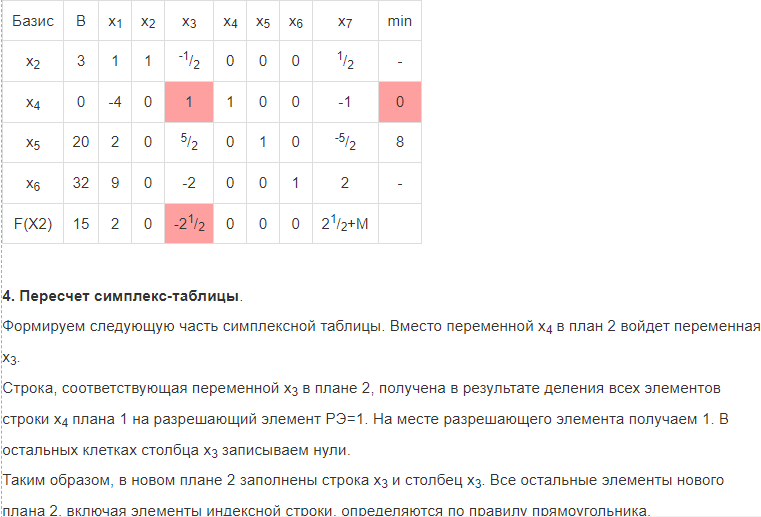 Базис B x1 x2 x3 x4 x5 x6 x7 min
x2 3 1 1 -1/2 0 0 0 1/2 -
x4 0 -4 0 1 1 0 0 -1 0
x5 20 2 0 5/2 0 1 0 -5/2 8
x6 32 9 0 -2 0 0 1 2 -
F(X2) 15 2 0 -21/2 0 0 0 21/2+M
4. Пересчет симплекс-таблицы.
Формируем следующую часть симплексной таблицы. Вместо переменной x4 в план 2 войдет переменная
x3.
Строка, соответствующая переменной x3 в плане 2, получена в результате деления всех элементов
строки x4 плана 1 на разрешающий элемент РЭ=1. На месте разрешающего элемента получаем 1. В
остальных клетках столбца x3 записываем нули.
Таким образом, в новом плане 2 заполнены строка x3 и столбец x3. Все остальные элементы нового
плана 2, включая элементы индексной строки, определяются по правилу прямоугольника.